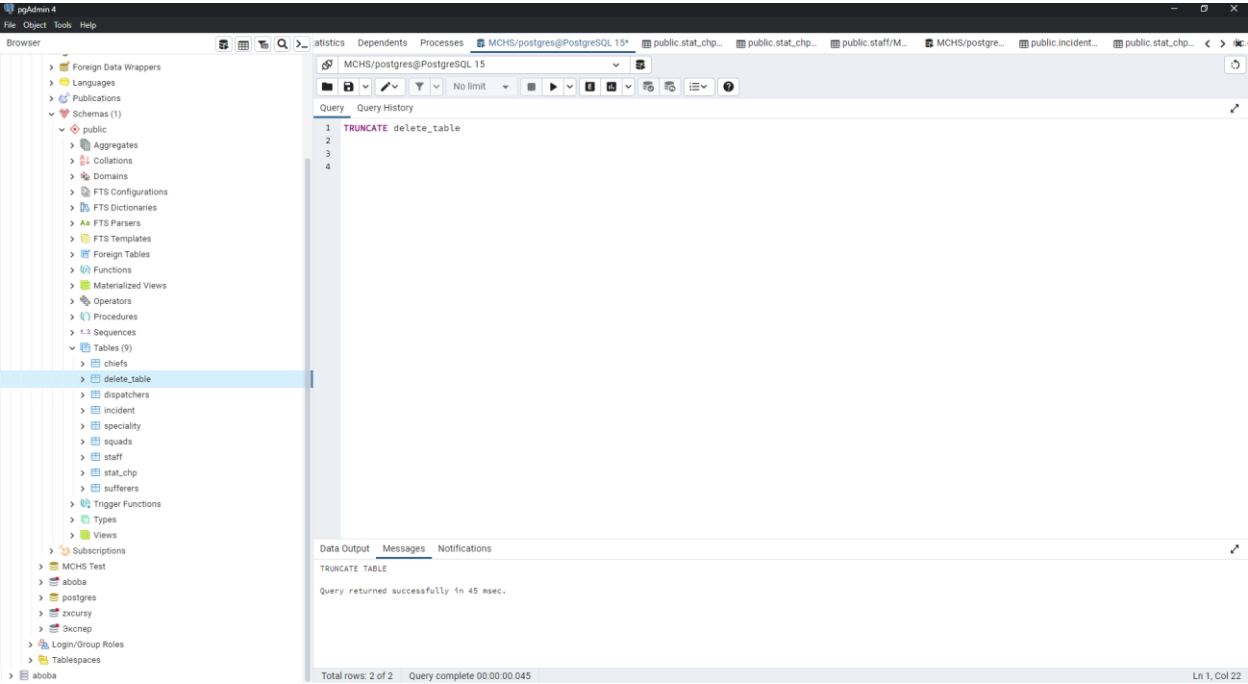 pgAdmin 4
File Object Tools Help
Browser
atistics Dependents Processes MCHS/postgres@PostgreSQL 15* public.stat_chp... public.stat_chp... public.staff/M... MCHS/postgre... public.incident... public.stat_chp...
Foreign Data Wrappers
Languages
Publications
Schemas (1)
public
Aggregates
Collations
Domains
FTS Configurations
FTS Dictionaries
Aa FTS Parsers
FTS Templates
Foreign Tables
Functions
Materialized Views
Operators
Procedures
1..3 Sequences
Tables (9)
chiefs
delete_table
dispatchers
incident
speciality
squads
staff
stat_chp
sufferers
Trigger Functions
Types
Views
Subscriptions
MCHS Test
aboba
postgres
zxcursy
Экспер
Login/Group Roles
Tablespaces
aboba
MCHS/postgres@PostgreSQL 15
No limit
Query Query History
1 TRUNCATE delete_table
2
3
4
Data Output Messages Notifications
TRUNCATE TABLE
Query returned successfully in 45 msec.
Total rows: 2 of 2 Query complete 00:00:00.045 Ln 1, Col 22